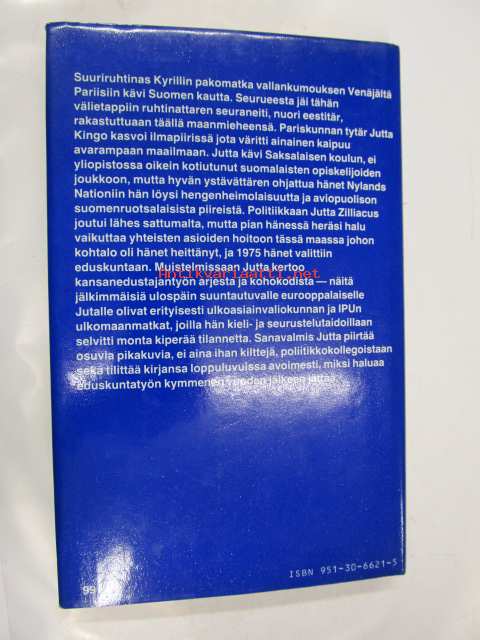 Suuriruhtinas Kyrillin pakomatka vallankumouksen Venäjältä
Pariisiin kävi Suomen kautta. Seurueesta jäi tähän
välietappiin ruhtinattaren seuraneiti, nuori eestitär,
rakastuttuaan täällä maanmieheensä. Pariskunnan tytär Jutta
Kingo kasvoi ilmapiirissä jota väritti ainainen kaipuu
avarampaan maailmaan. Jutta kävi Saksalaisen koulun, ei
yliopistossa oikein kotiutunut suomalaisten opiskelijoiden
joukkoon, mutta hyvän ystävättären ohjattua hänet Nylands
Nationiin hän löysi hengenheimolaisuutta ja aviopuolison
suomenruotsalaisista piireistä. Politiikkaan Jutta Zilliacus
joutui lähes sattumalta, mutta pian hänessä heräsi halu
vaikuttaa yhteisten asioiden hoitoon tässä maassa johon
kohtalo oli hänet heittänyt, ja 1975 hänet valittiin
eduskuntaan. Muistelmissaan Jutta kertoo
kansanedustajantyön arjesta ja kohokodista — näitä
jälkimmäisiä ulospäin suuntautuvalle eurooppalaiselle
Jutalle olivat erityisesti ulkoasiainvaliokunnan ja IPUn
ulkomaanmatkat, joilla hän kieli- ja seurustelutaidoillaan
selvitti monta kiperää tilannetta. Sanavalmis Jutta piirtää
osuvia pikakuvia, ei aina ihan kilttejä, poliitikkokollegoistaan
sekä tilittää kirjansa loppuluvuissa avoimesti, miksi haluaa
eduskuntatyön kymmenen vuoden jälkeen jättää.
Antiksariaatti.net
99
ISBN 951-30-6621-5